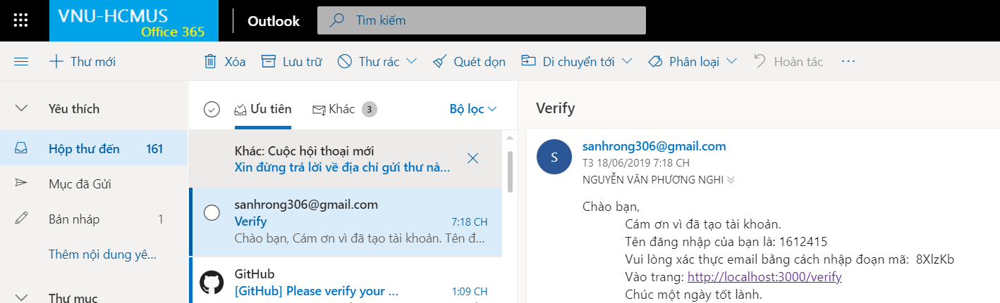 VNU-HCMUS
Office 365
Outlook
Tìm kiếm
Thư mới
Xóa
Lưu trữ
Thư rác
Quét dọn
Di chuyển tới
Phân loại
Hoàn tác
Yêu thích
Hộp thư đến 161
Mục đã Gửi
Bản nháp 1
Thêm nội dung yê...
Thư mục
Ưu tiên
Khác 3
Bộ lọc
Khác: Cuộc hội thoại mới
Xin đừng trả lời về địa chỉ gửi thư nà...
sanhrong306@gmail.com
Verify 7:18 CH
Chào bạn, Cám ơn vì đã tạo tài khoản. Tên đ...
GitHub
[GitHub] Please verify your ... 1:09 CH
Verify
S
sanhrong306@gmail.com
T3 18/06/2019 7:18 CH
NGUYỄN VĂN PHƯƠNG NGHI
Chào bạn,
Cám ơn vì đã tạo tài khoản.
Tên đăng nhập của bạn là: 1612415
Vui lòng xác thực email bằng cách nhập đoạn mã: 8XlzKb
Vào trang: http://localhost:3000/verify
Chúc một ngày tốt lành.